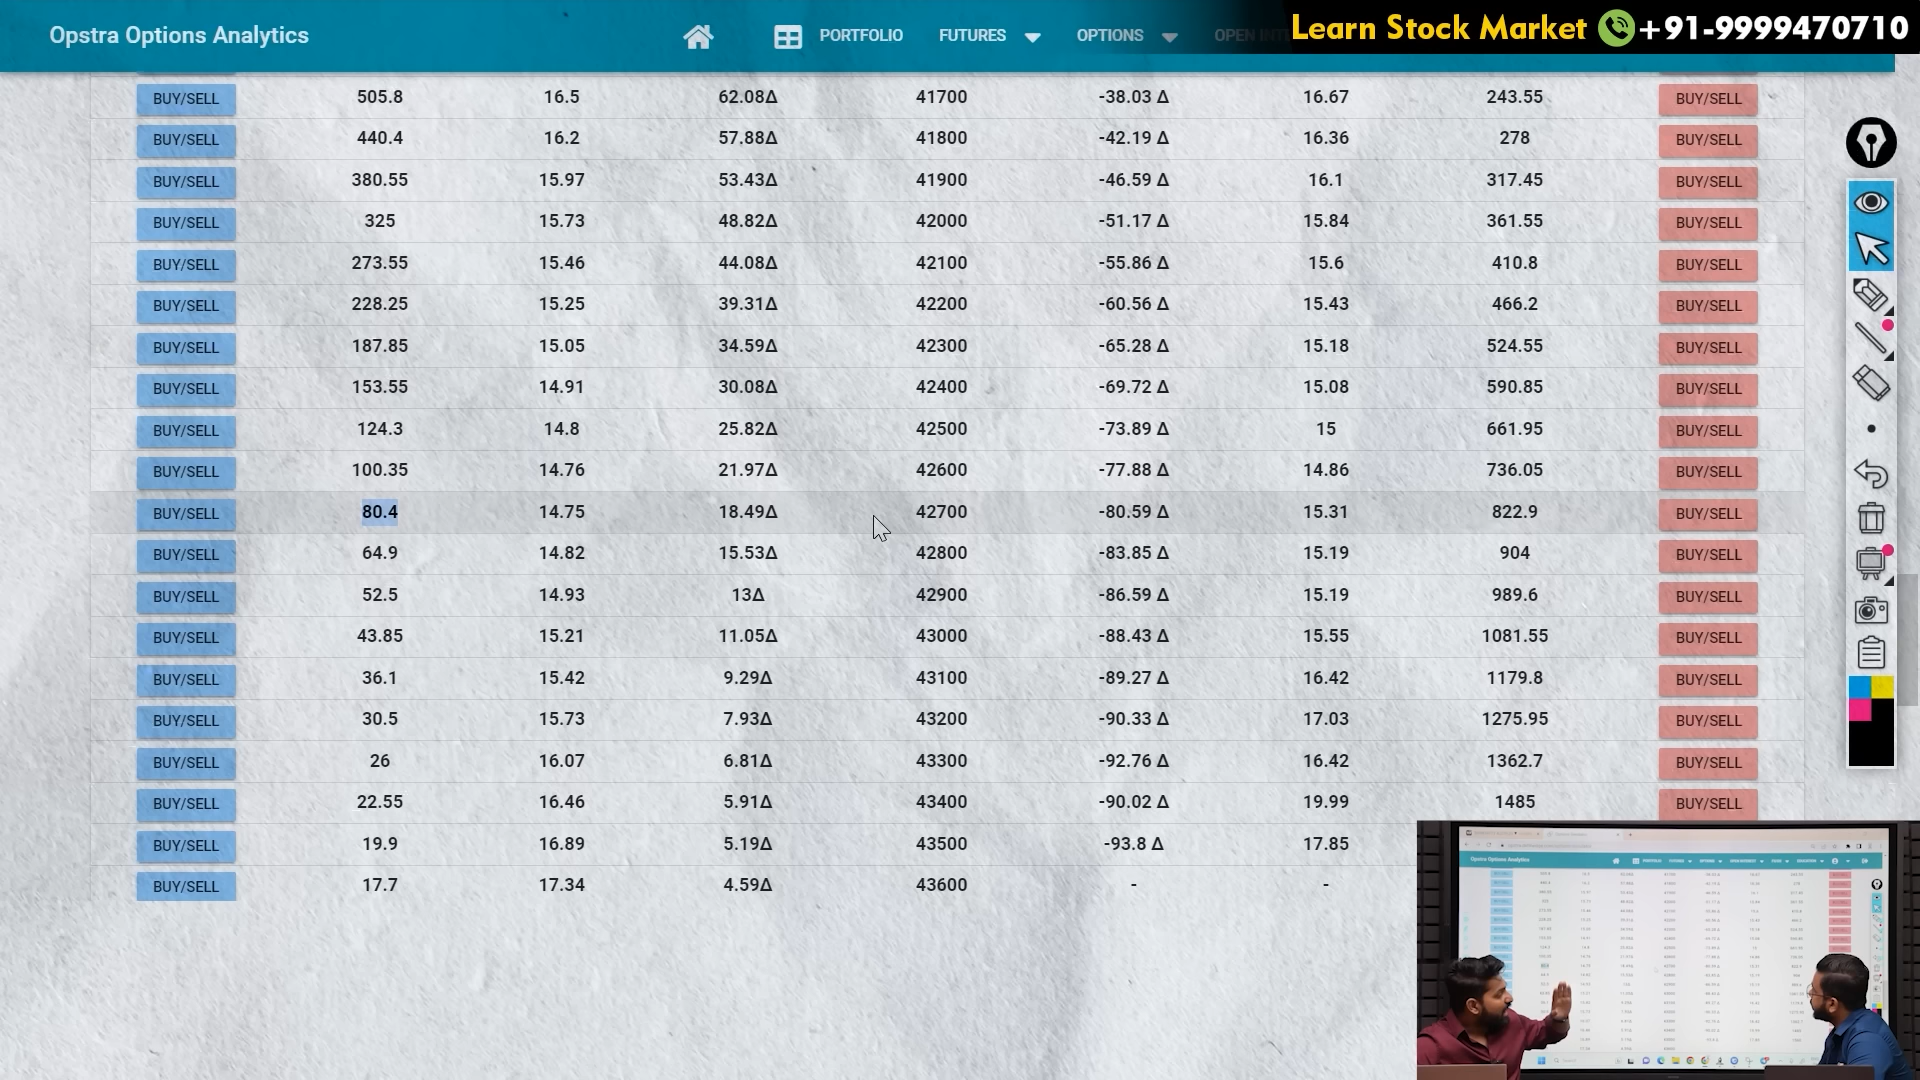 Opstra Options Analytics PORTFOLIO FUTURES OPTIONS OPEN Learn Stock Market +91-9999470710
BUY/SELL 505.8 16.5 62.08Δ 41700 -38.03 Δ 16.67 243.55 BUY/SELL
BUY/SELL 440.4 16.2 57.88Δ 41800 -42.19 Δ 16.36 278 BUY/SELL
BUY/SELL 380.55 15.97 53.43Δ 41900 -46.59 Δ 16.1 317.45 BUY/SELL
BUY/SELL 325 15.73 48.82Δ 42000 -51.17 Δ 15.84 361.55 BUY/SELL
BUY/SELL 273.55 15.46 44.08Δ 42100 -55.86 Δ 15.6 410.8 BUY/SELL
BUY/SELL 228.25 15.25 39.31Δ 42200 -60.56 Δ 15.43 466.2 BUY/SELL
BUY/SELL 187.85 15.05 34.59Δ 42300 -65.28 Δ 15.18 524.55 BUY/SELL
BUY/SELL 153.55 14.91 30.08Δ 42400 -69.72 Δ 15.08 590.85 BUY/SELL
BUY/SELL 124.3 14.8 25.82Δ 42500 -73.89 Δ 15 661.95 BUY/SELL
BUY/SELL 100.35 14.76 21.97Δ 42600 -77.88 Δ 14.86 736.05 BUY/SELL
BUY/SELL 80.4 14.75 18.49Δ 42700 -80.59 Δ 15.31 822.9 BUY/SELL
BUY/SELL 64.9 14.82 15.53Δ 42800 -83.85 Δ 15.19 904 BUY/SELL
BUY/SELL 52.5 14.93 13Δ 42900 -86.59 Δ 15.19 989.6 BUY/SELL
BUY/SELL 43.85 15.21 11.05Δ 43000 -88.43 Δ 15.55 1081.55 BUY/SELL
BUY/SELL 36.1 15.42 9.29Δ 43100 -89.27 Δ 16.42 1179.8 BUY/SELL
BUY/SELL 30.5 15.73 7.93Δ 43200 -90.33 Δ 17.03 1275.95 BUY/SELL
BUY/SELL 26 16.07 6.81Δ 43300 -92.76 Δ 16.42 1362.7 BUY/SELL
BUY/SELL 22.55 16.46 5.91Δ 43400 -90.02 Δ 19.99 1485 BUY/SELL
BUY/SELL 19.9 16.89 5.19Δ 43500 -93.8 Δ 17.85
BUY/SELL 17.7 17.34 4.59Δ 43600 - -
Opstra Options Analytics